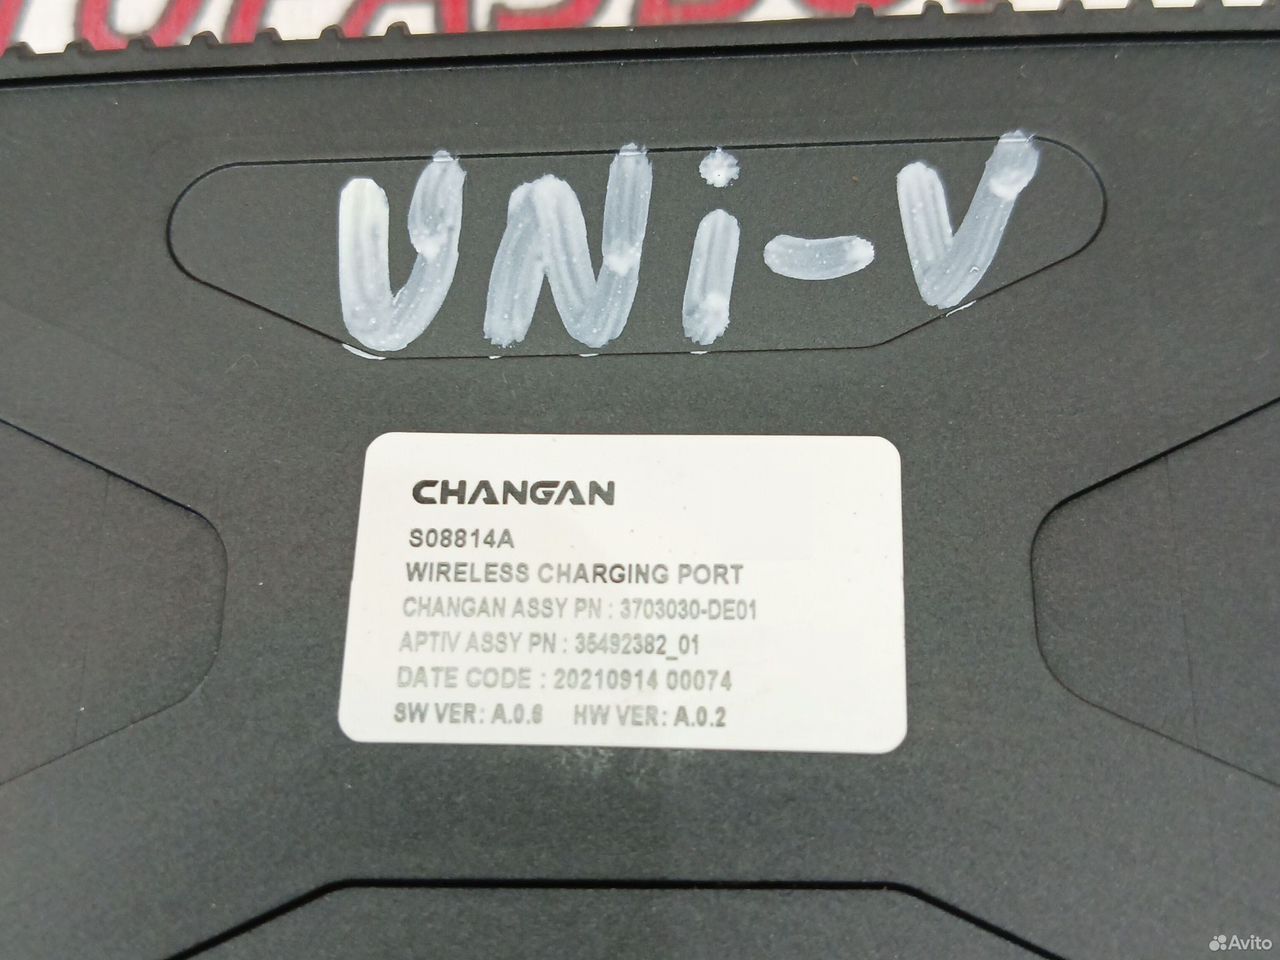 UNi-V
CHANGAN
S08814A
WIRELESS CHARGING PORT
CHANGAN ASSY PN : 3703030-DE01
APTIV ASSY PN : 35492382_01
DATE CODE : 20210914 00074
SW VER: A.0.6 HW VER: A.0.2
Avito